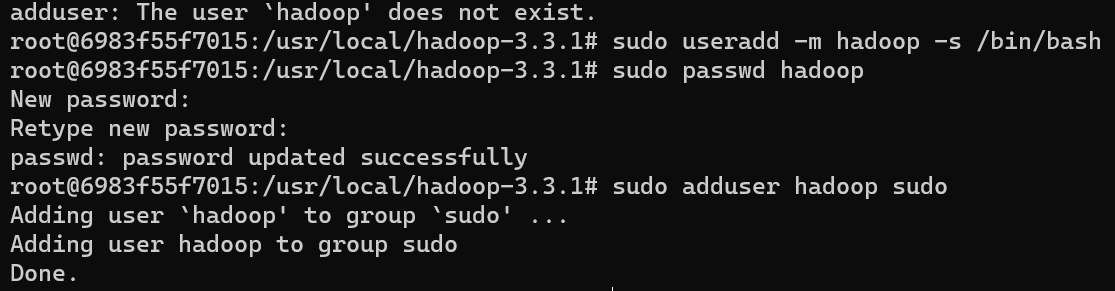 adduser: The user `hadoop' does not exist.
root@6983f55f7015:/usr/local/hadoop-3.3.1# sudo useradd -m hadoop -s /bin/bash
root@6983f55f7015:/usr/local/hadoop-3.3.1# sudo passwd hadoop
New password:
Retype new password:
passwd: password updated successfully
root@6983f55f7015:/usr/local/hadoop-3.3.1# sudo adduser hadoop sudo
Adding user `hadoop' to group `sudo' ...
Adding user hadoop to group sudo
Done.